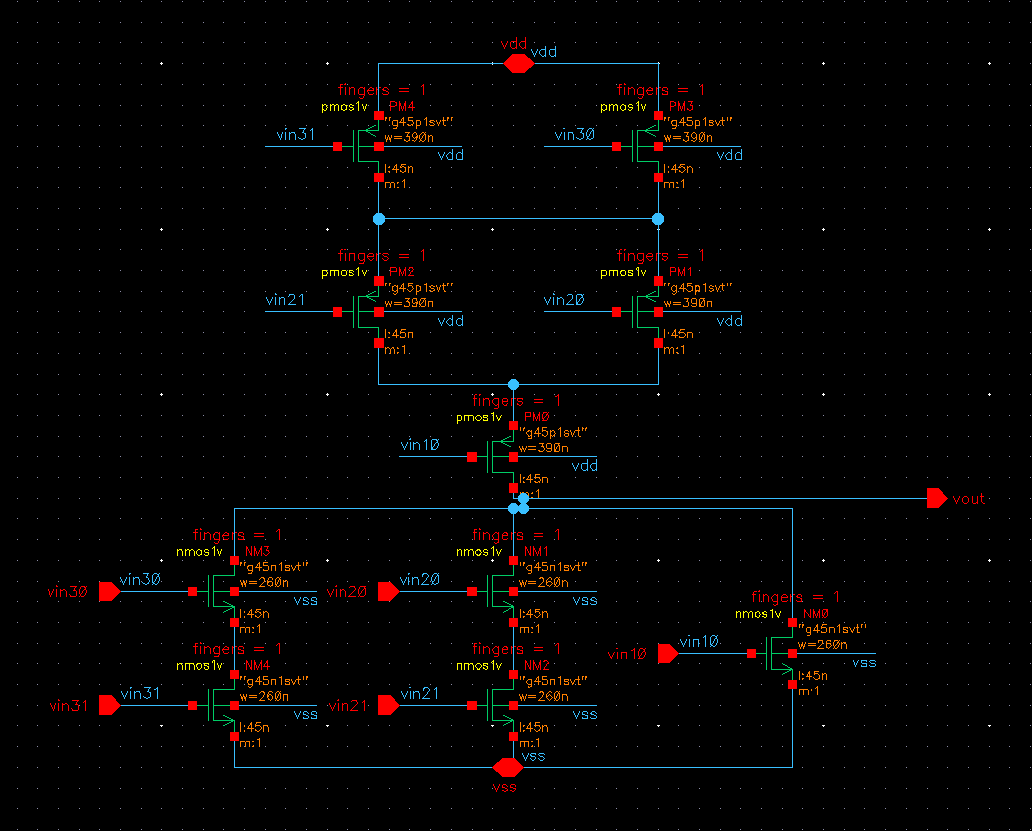 vdd
vdd
fingers = 1
pmos1v
PM4
"g45p1svt"
w=390n
vin31
vdd
l:45n
m:1
fingers = 1
pmos1v
PM3
"g45p1svt"
w=390n
vin30
vdd
l:45n
m:1
fingers = 1
pmos1v
PM2
"g45p1svt"
w=390n
vin21
vdd
l:45n
m:1
fingers = 1
pmos1v
PM1
"g45p1svt"
w=390n
vin20
vdd
l:45n
m:1
fingers = 1
pmos1v
PM0
"g45p1svt"
w=390n
vin10
vdd
l:45n
m:1
vout
fingers = 1
nmos1v
NM3
"g45n1svt"
w=260n
vin30
vin30
vss
l:45n
m:1
fingers = 1
nmos1v
NM1
"g45n1svt"
w=260n
vin20
vin20
vss
l:45n
m:1
fingers = 1
nmos1v
NM0
"g45n1svt"
w=260n
vin10
vin10
vss
l:45n
m:1
fingers = 1
nmos1v
NM4
"g45n1svt"
w=260n
vin31
vin31
vss
l:45n
m:1
fingers = 1
nmos1v
NM2
"g45n1svt"
w=260n
vin21
vin21
vss
l:45n
m:1
vss
vss